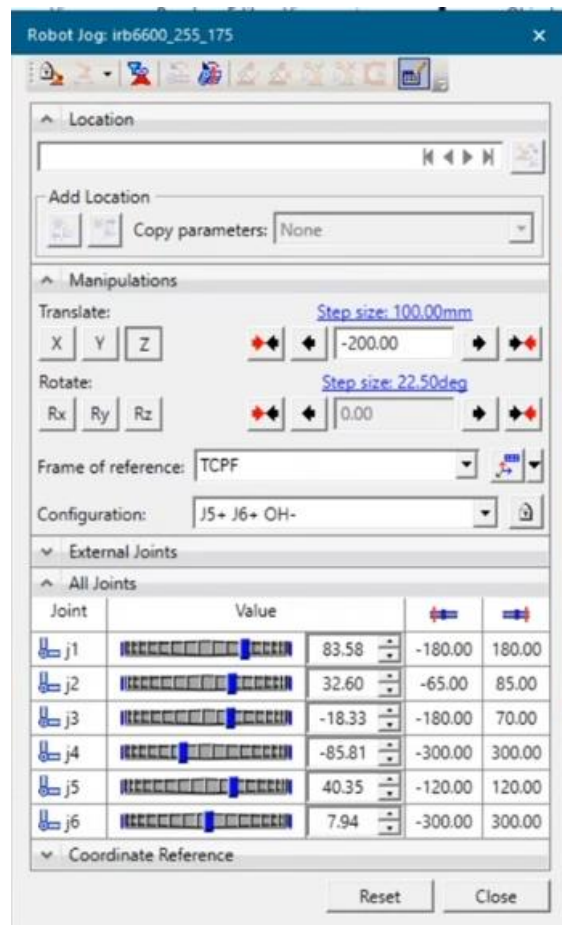 Robot Jog: irb6600_255_175
Location
Add Location
Copy parameters: None
Manipulations
Translate: Step size: 100.00mm
X Y Z -200.00
Rotate: Step size: 22.50deg
Rx Ry Rz 0.00
Frame of reference: TCPF
Configuration: J5+ J6+ OH-
External Joints
All Joints
Joint Value
j1 83.58 -180.00 180.00
j2 32.60 -65.00 85.00
j3 -18.33 -180.00 70.00
j4 -85.81 -300.00 300.00
j5 40.35 -120.00 120.00
j6 7.94 -300.00 300.00
Coordinate Reference
Reset Close